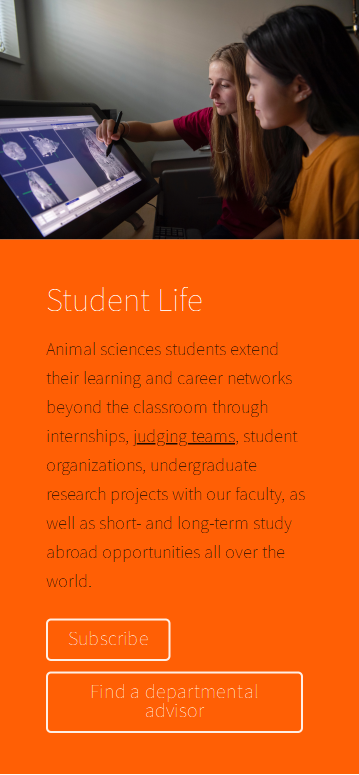 Student Life
Animal sciences students extend
their learning and career networks
beyond the classroom through
internships, judging teams, student
organizations, undergraduate
research projects with our faculty, as
well as short- and long-term study
abroad opportunities all over the
world.
Subscribe
Find a departmental
advisor